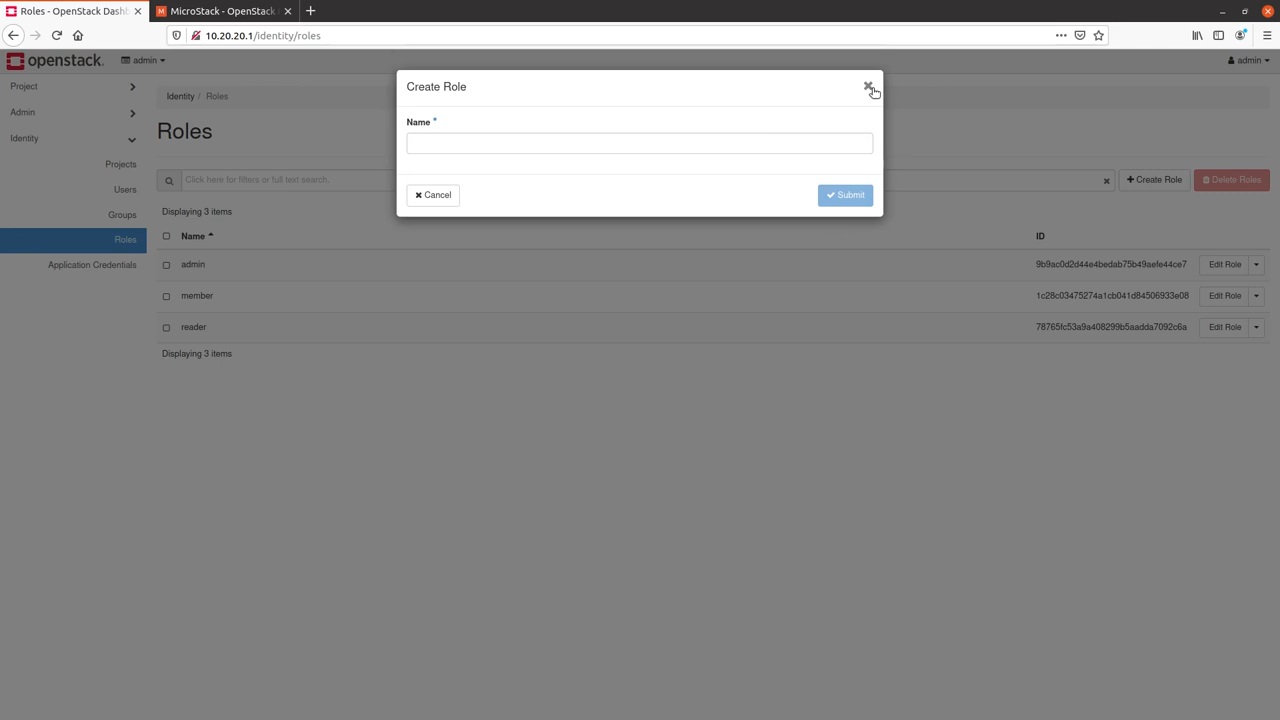 Roles - OpenStack Dashb
MicroStack - OpenStack
10.20.20.1/identity/roles
openstack.
admin
admin
Project
Admin
Identity
Projects
Users
Groups
Roles
Application Credentials
Identity / Roles
Roles
Click here for filters or full text search.
Create Role
Delete Roles
Displaying 3 items
Name
ID
admin
9b9ac0d2d44e4bedab75b49aefe44ce7
Edit Role
member
1c28c03475274a1cb041d84506933e08
Edit Role
reader
78765fc53a9a408299b5aadda7092c6a
Edit Role
Displaying 3 items
Create Role
Name *
Cancel
Submit